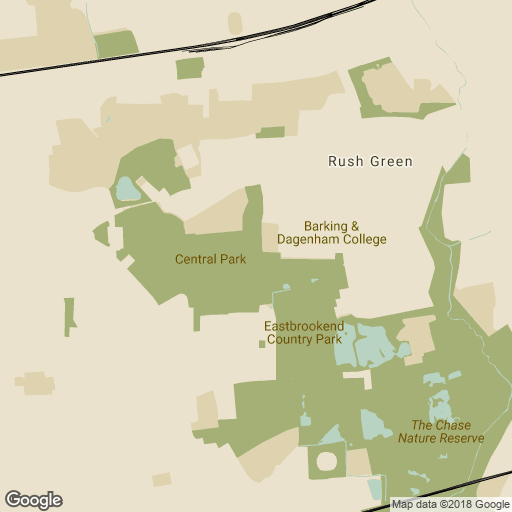 Rush Green
Barking &
Dagenham College
Central Park
Eastbrookend
Country Park
The Chase
Nature Reserve
Google
Map data ©2018 Google